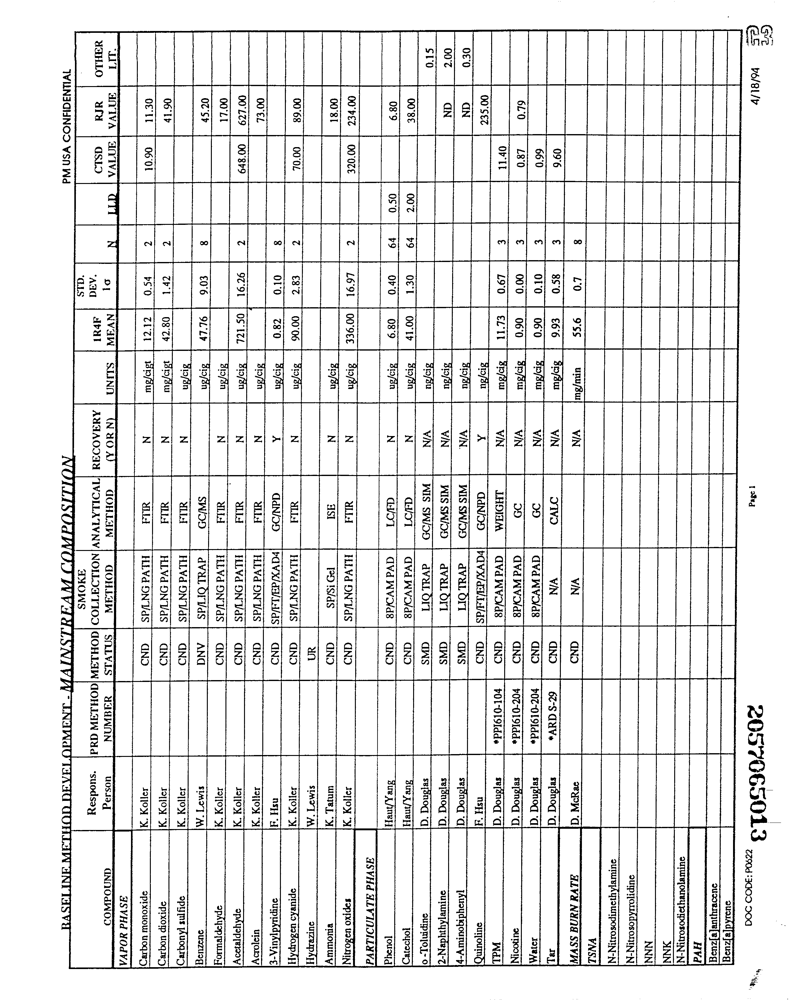 PM USA CONFIDENTIAL
BASELINE METHOD DEVELOPMENT - MAINSTREAM COMPOSITION
COMPOUND | Respons. Person | PRD METHOD NUMBER | METHOD STATUS | SMOKE COLLECTION METHOD | ANALYTICAL METHOD | RECOVERY (Y OR N) | UNITS | 1R4F MEAN | STD. DEV. 1σ | N | LLD | CTSD VALUE | RJR VALUE | OTHER LIT.
VAPOR PHASE
Carbon monoxide K. Koller CND SP/LNG PATH FTIR N mg/cigt 12.12 0.54 2 10.90 11.30
Carbon dioxide K. Koller CND SP/LNG PATH FTIR N mg/cigt 42.80 1.42 2 41.90
Carbonyl sulfide K. Koller CND SP/LNG PATH FTIR N ug/cig
Benzene W. Lewis DNV SP/LIQ TRAP GC/MS ug/cig 47.76 9.03 8 45.20
Formaldehyde K. Koller CND SP/LNG PATH FTIR N ug/cig 17.00
Acetaldehyde K. Koller CND SP/LNG PATH FTIR N ug/cig 721.50 16.26 2 648.00 627.00
Acrolein K. Koller CND SP/LNG PATH FTIR N ug/cig 73.00
3-Vinylpyridine F. Hsu CND SP/FT/EP/XAD4 GC/NPD Y ug/cig 0.82 0.10 8
Hydrogen cyanide K. Koller CND SP/LNG PATH FTIR N ug/cig 90.00 2.83 2 70.00 89.00
Hydrazine W. Lewis UR
Ammonia K. Tatum CND SP/Si Gel ISE N ug/cig 18.00
Nitrogen oxides K. Koller CND SP/LNG PATH FTIR N ug/cig 336.00 16.97 2 320.00 234.00
PARTICULATE PHASE
Phenol Haut/Yang CND 8P/CAM PAD LC/FD N ug/cig 6.80 0.40 64 0.50 6.80
Catechol Haut/Yang CND 8P/CAM PAD LC/FD N ug/cig 41.00 1.30 64 2.00 38.00
o-Toluidine D. Douglas SMD LIQ TRAP GC/MS SIM N/A ng/cig 0.15
2-Naphthylamine D. Douglas SMD LIQ TRAP GC/MS SIM N/A ng/cig ND 2.00
4-Aminobiphenyl D. Douglas SMD LIQ TRAP GC/MS SIM N/A ng/cig ND 0.30
Quinoline F. Hsu CND SP/FT/EP/XAD4 GC/NPD Y ng/cig 235.00
TPM D. Douglas *PPI610-104 CND 8P/CAM PAD WEIGHT N/A mg/cig 11.73 0.67 3 11.40
Nicotine D. Douglas *PPI610-204 CND 8P/CAM PAD GC N/A mg/cig 0.90 0.00 3 0.87 0.79
Water D. Douglas *PPI610-204 CND 8P/CAM PAD GC N/A mg/cig 0.90 0.10 3 0.99
Tar D. Douglas *ARD S-29 CND N/A CALC N/A mg/cig 9.93 0.58 3 9.60
MASS BURN RATE D. McRae CND N/A N/A mg/min 55.6 0.7 8
TSNA
N-Nitrosodimethylamine
N-Nitrosopyrrolidine
NNN
NNK
N-Nitrosodiethanolamine
PAH
Benz[a]anthracene
Benz[a]pyrene
DOC CODE: P0622
2057065013
Page 1
4/18/94